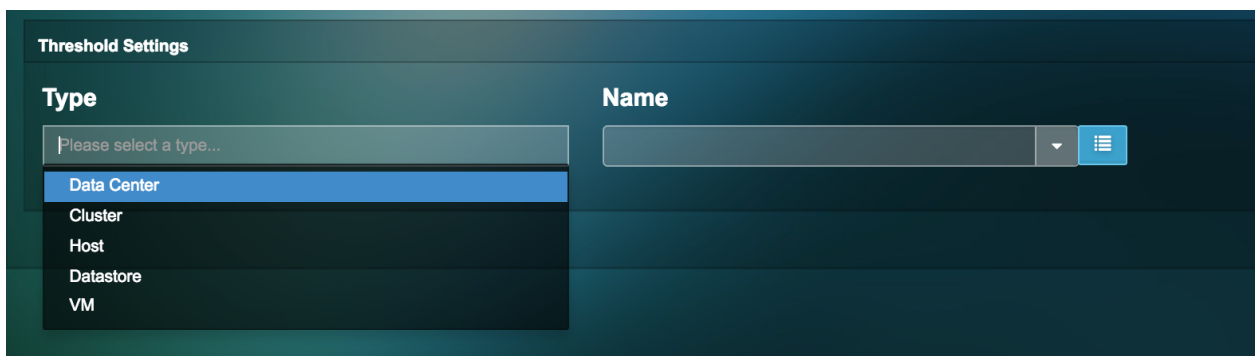 Threshold Settings
Type
Name
Please select a type...
Data Center
Cluster
Host
Datastore
VM